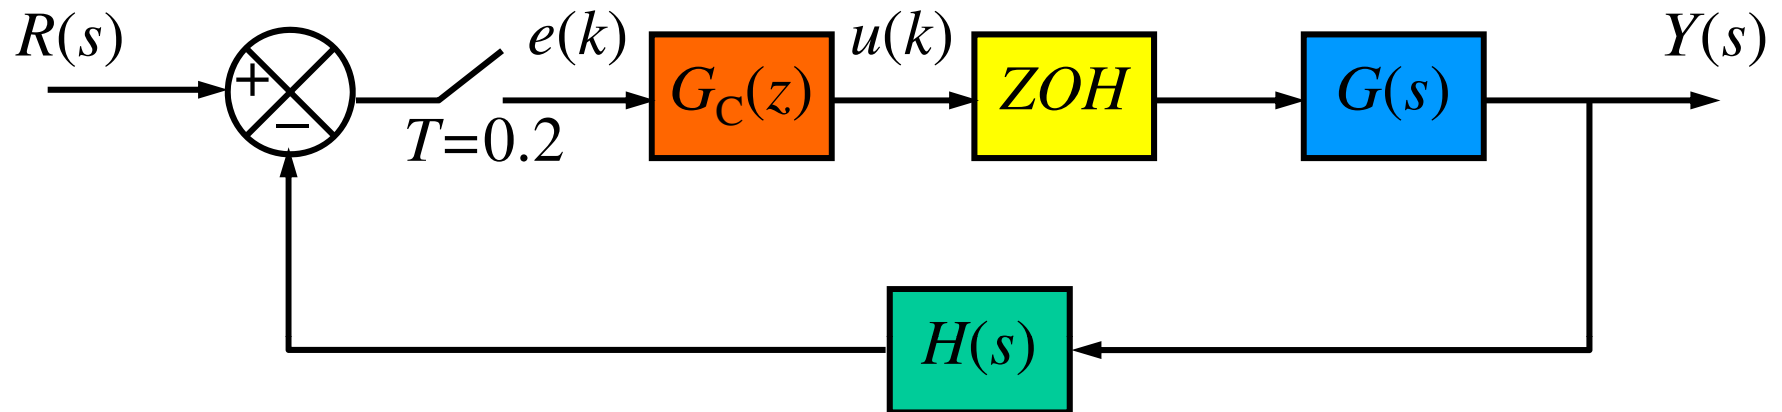 R(s)
+
−
T=0.2
e(k)
G_C(z)
u(k)
ZOH
G(s)
Y(s)
H(s)